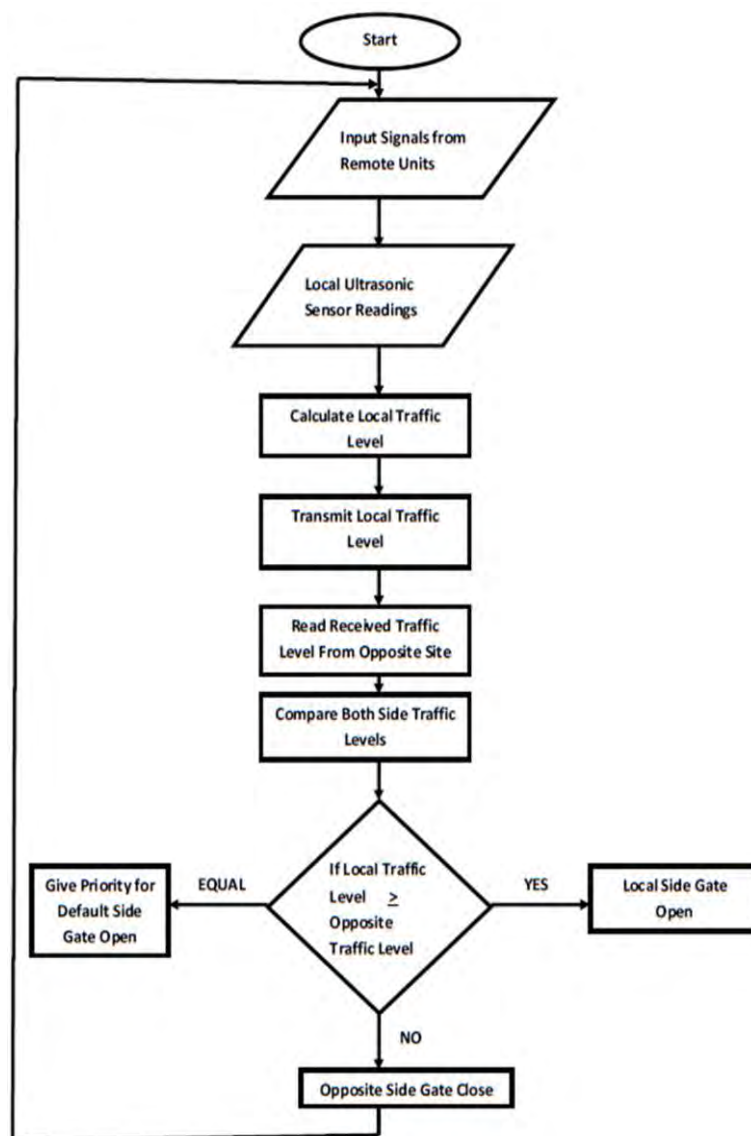 Start
Input Signals from
Remote Units
Local Ultrasonic
Sensor Readings
Calculate Local Traffic
Level
Transmit Local Traffic
Level
Read Received Traffic
Level From Opposite Site
Compare Both Side Traffic
Levels
If Local Traffic
Level ≥
Opposite
Traffic Level
EQUAL
Give Priority for
Default Side
Gate Open
YES
Local Side Gate
Open
NO
Opposite Side Gate Close